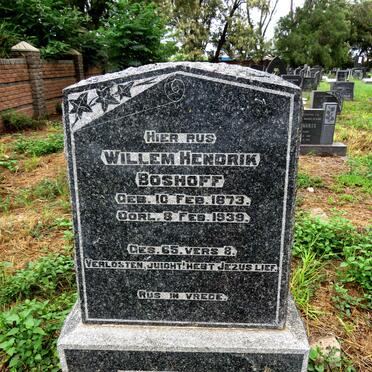 Hier rus
Willem Hendrik
Boshoff
Geb. 10 Feb. 1873.
Oorl. 8 Feb. 1939.
Ges. 65. vers 8.
Verlosten, juicht! Hebt Jezus lief.
Rus in vrede.